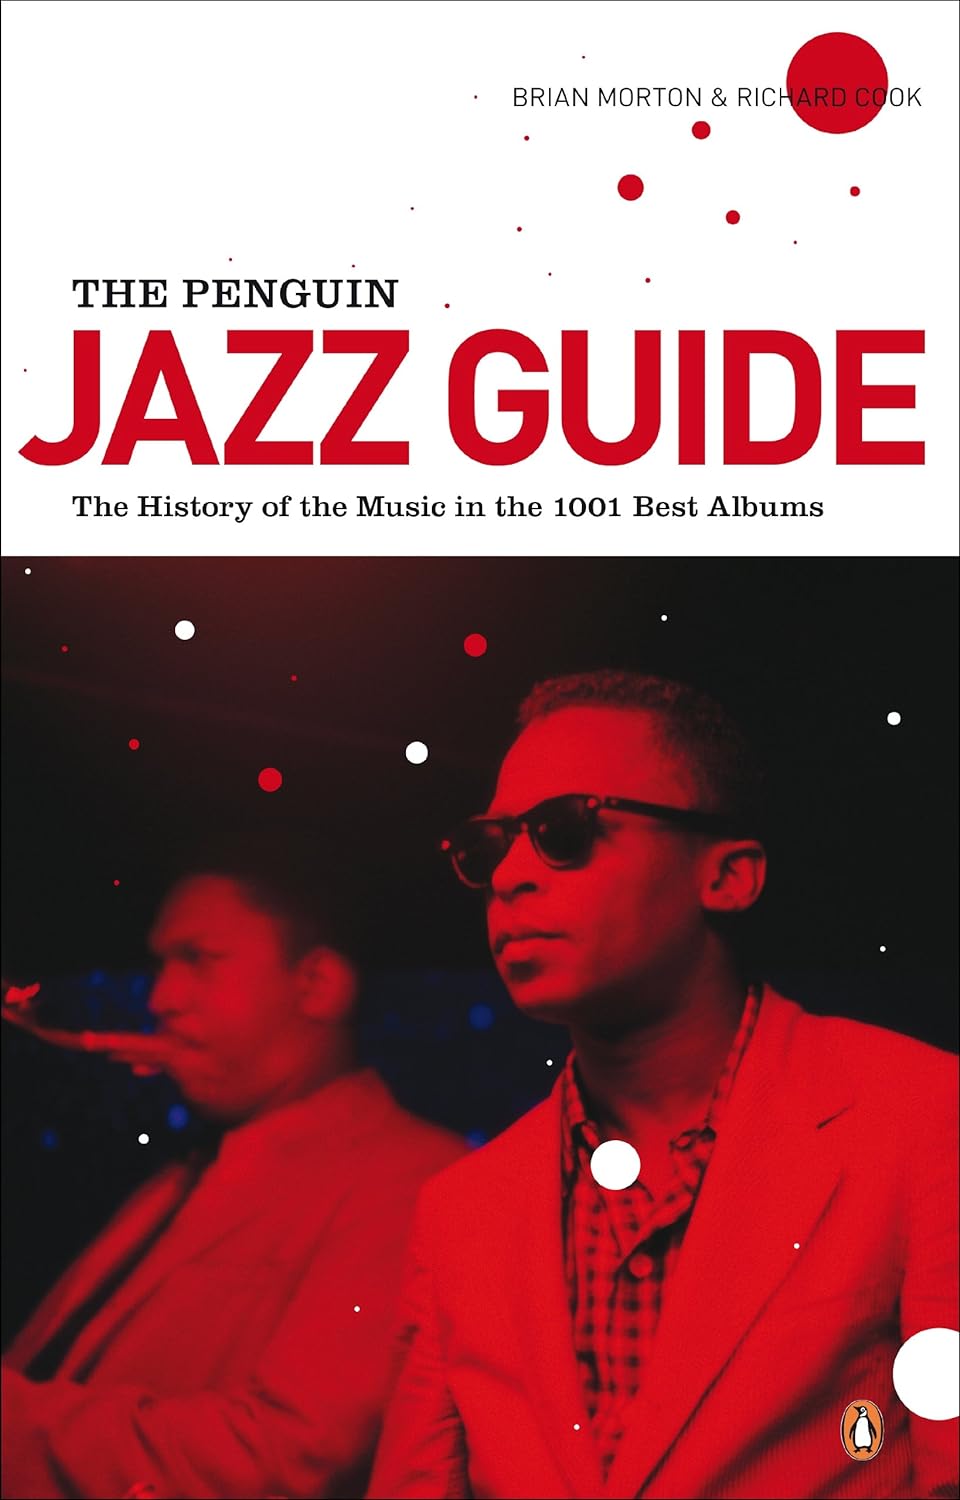 BRIAN MORTON & RICHARD COOK
THE PENGUIN
JAZZ GUIDE
The History of the Music in the 1001 Best Albums